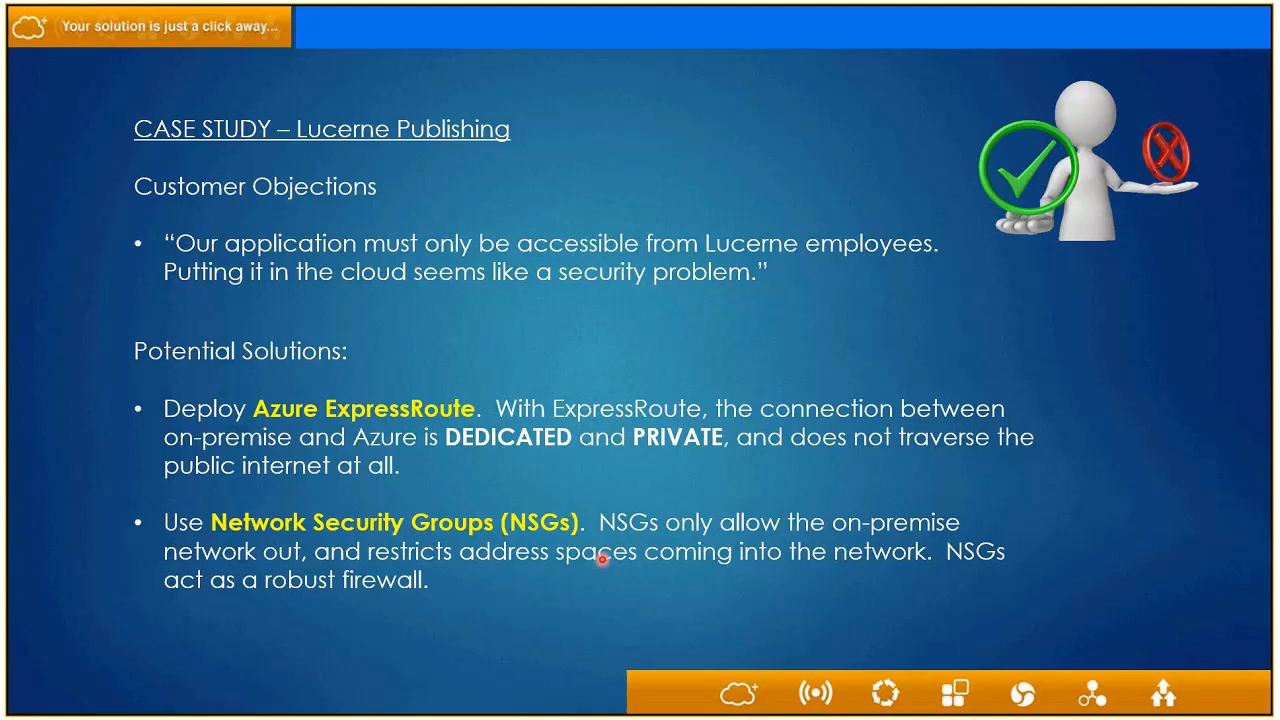 Your solution is just a click away...
CASE STUDY – Lucerne Publishing
Customer Objections
• “Our application must only be accessible from Lucerne employees.
Putting it in the cloud seems like a security problem.”
Potential Solutions:
• Deploy Azure ExpressRoute.  With ExpressRoute, the connection between
on-premise and Azure is DEDICATED and PRIVATE, and does not traverse the
public internet at all.
• Use Network Security Groups (NSGs).  NSGs only allow the on-premise
network out, and restricts address spaces coming into the network.  NSGs
act as a robust firewall.